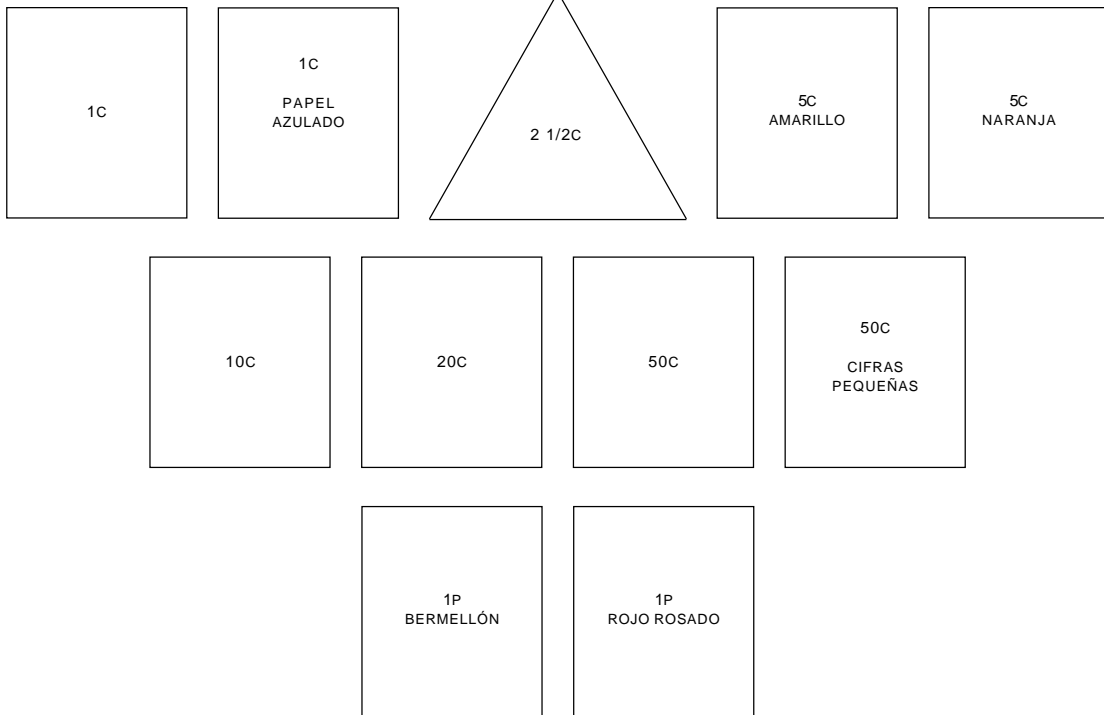 1C
1C
PAPEL
AZULADO
2 1/2C
5C
AMARILLO
5C
NARANJA
10C
20C
50C
50C
CIFRAS
PEQUEÑAS
1P
BERMELLÓN
1P
ROJO ROSADO